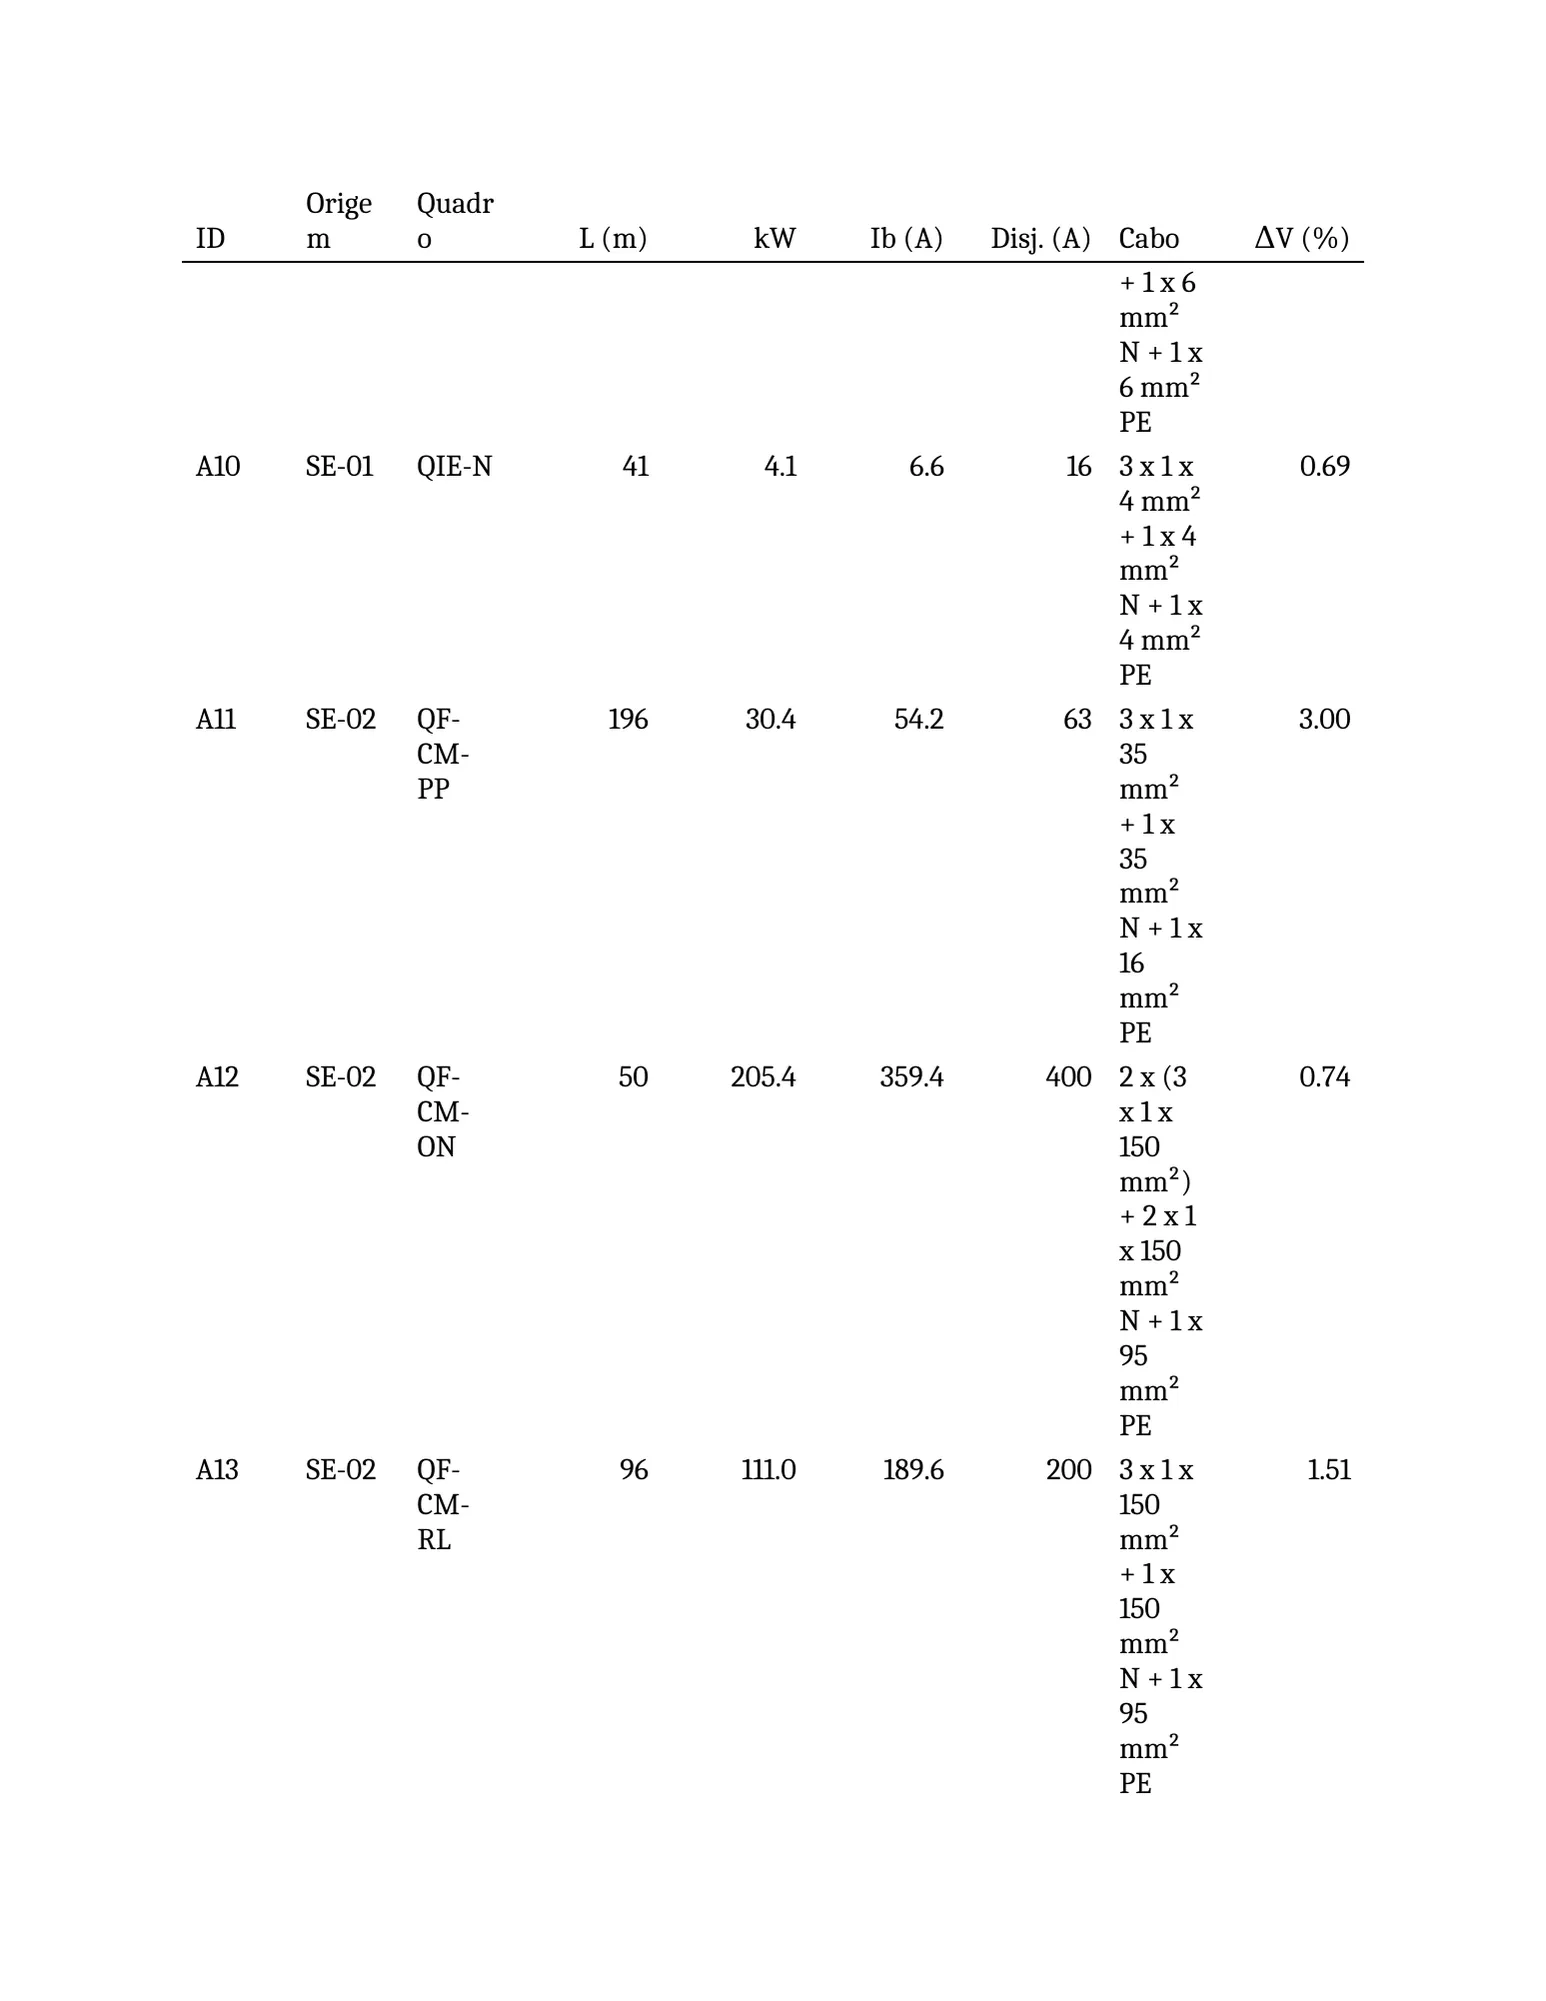 ID Orige
m Quadr
o L (m) kW Ib (A) Disj. (A) Cabo ΔV (%)
+ 1 x 6
mm²
N + 1 x
6 mm²
PE
A10 SE-01 QIE-N 41 4.1 6.6 16 3 x 1 x 0.69
4 mm²
+ 1 x 4
mm²
N + 1 x
4 mm²
PE
A11 SE-02 QF- 196 30.4 54.2 63 3 x 1 x 3.00
CM- 35
PP mm²
+ 1 x
35
mm²
N + 1 x
16
mm²
PE
A12 SE-02 QF- 50 205.4 359.4 400 2 x (3 0.74
CM- x 1 x
ON 150
mm²)
+ 2 x 1
x 150
mm²
N + 1 x
95
mm²
PE
A13 SE-02 QF- 96 111.0 189.6 200 3 x 1 x 1.51
CM- 150
RL mm²
+ 1 x
150
mm²
N + 1 x
95
mm²
PE